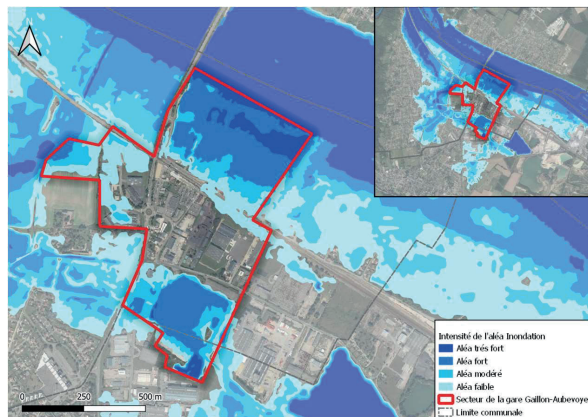 Intensité de l'aléa Inondation
Aléa trés fort
Aléa fort
Aléa modéré
Aléa faible
Secteur de la gare Gaillon-Aubevoye
Limite communale
0 250 500 m